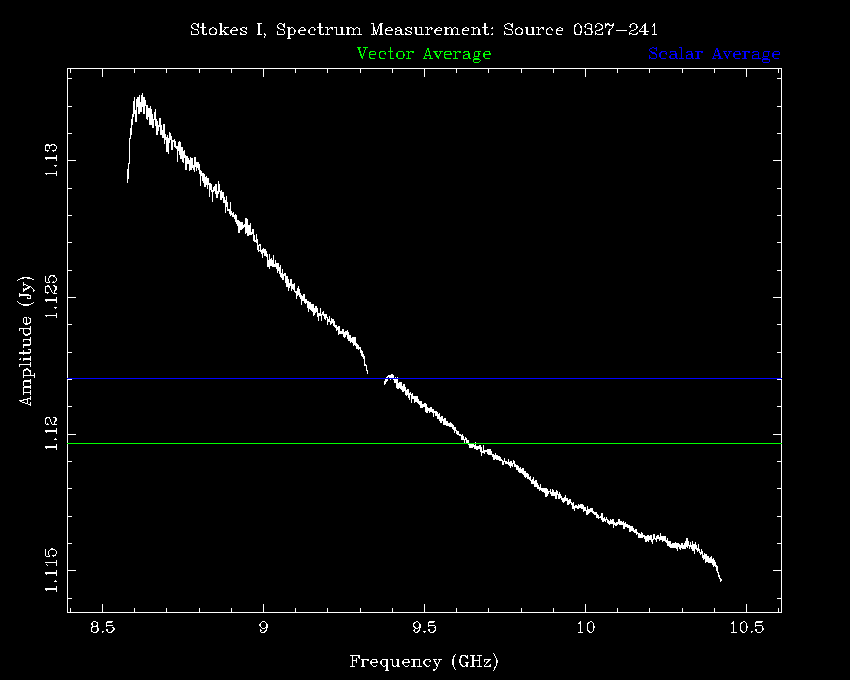 Stokes I, Spectrum Measurement: Source 0327−241
Vector Average Scalar Average
1.13
1.125
1.12
1.115
Amplitude (Jy)
8.5 9 9.5 10 10.5
Frequency (GHz)